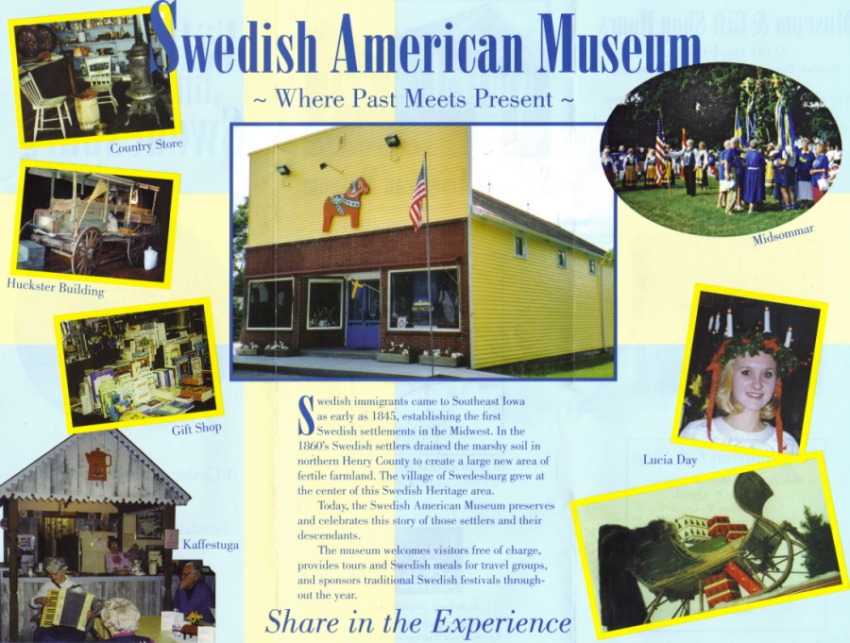 Swedish American Museum
~ Where Past Meets Present ~
Country Store
Midsommar
Huckster Building
Gift Shop
Lucia Day
Kaffestuga
MUSEUM
Swedish immigrants came to Southeast Iowa
as early as 1845, establishing the first
Swedish settlements in the Midwest. In the
1860's Swedish settlers drained the marshy soil in
northern Henry County to create a large new area of
fertile farmland. The village of Swedesburg grew at
the center of this Swedish Heritage area.
Today, the Swedish American Museum preserves
and celebrates this story of those settlers and their
descendants.
The museum welcomes visitors free of charge,
provides tours and Swedish meals for travel groups,
and sponsors traditional Swedish festivals through-
out the year.
Share in the Experience